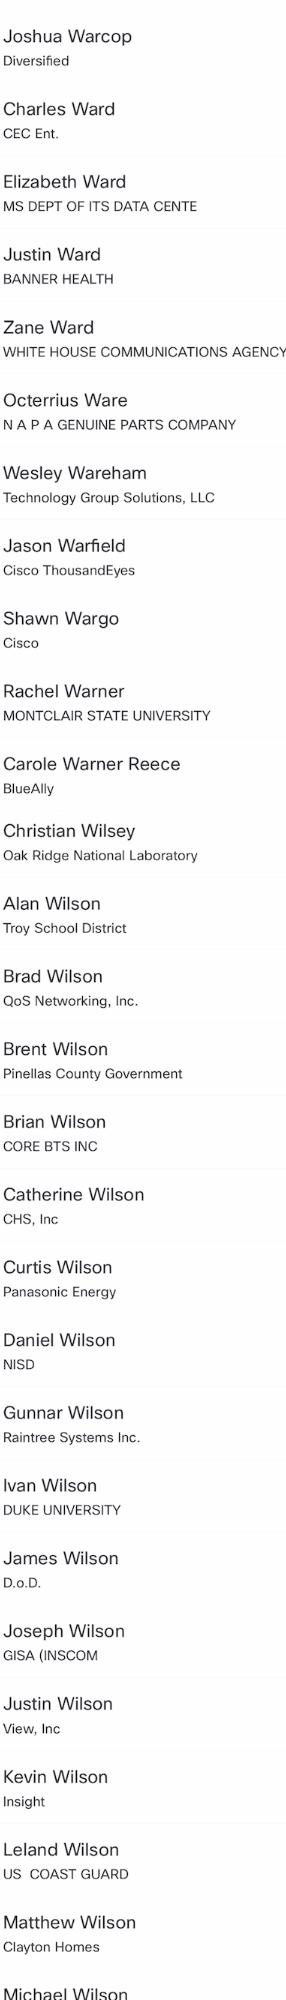 Joshua Warcop
Diversified
Charles Ward
CEC Ent.
Elizabeth Ward
MS DEPT OF ITS DATA CENTE
Justin Ward
BANNER HEALTH
Zane Ward
WHITE HOUSE COMMUNICATIONS AGENCY
Octerrius Ware
N A P A GENUINE PARTS COMPANY
Wesley Wareham
Technology Group Solutions, LLC
Jason Warfield
Cisco ThousandEyes
Shawn Wargo
Cisco
Rachel Warner
MONTCLAIR STATE UNIVERSITY
Carole Warner Reece
BlueAlly
Christian Wilsey
Oak Ridge National Laboratory
Alan Wilson
Troy School District
Brad Wilson
QoS Networking, Inc.
Brent Wilson
Pinellas County Government
Brian Wilson
CORE BTS INC
Catherine Wilson
CHS, Inc
Curtis Wilson
Panasonic Energy
Daniel Wilson
NISD
Gunnar Wilson
Raintree Systems Inc.
Ivan Wilson
DUKE UNIVERSITY
James Wilson
D.o.D.
Joseph Wilson
GISA (INSCOM
Justin Wilson
View, Inc
Kevin Wilson
Insight
Leland Wilson
US  COAST GUARD
Matthew Wilson
Clayton Homes
Michael Wilson